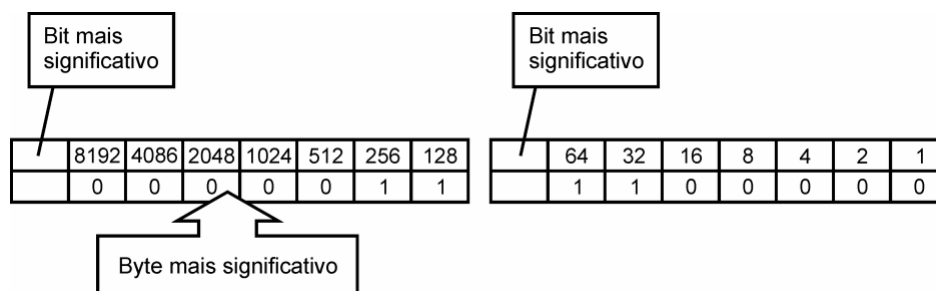 Bit mais
significativo
Bit mais
significativo
8192 4086 2048 1024 512 256 128
64 32 16 8 4 2 1
0 0 0 0 0 1 1
1 1 0 0 0 0 0
Byte mais significativo